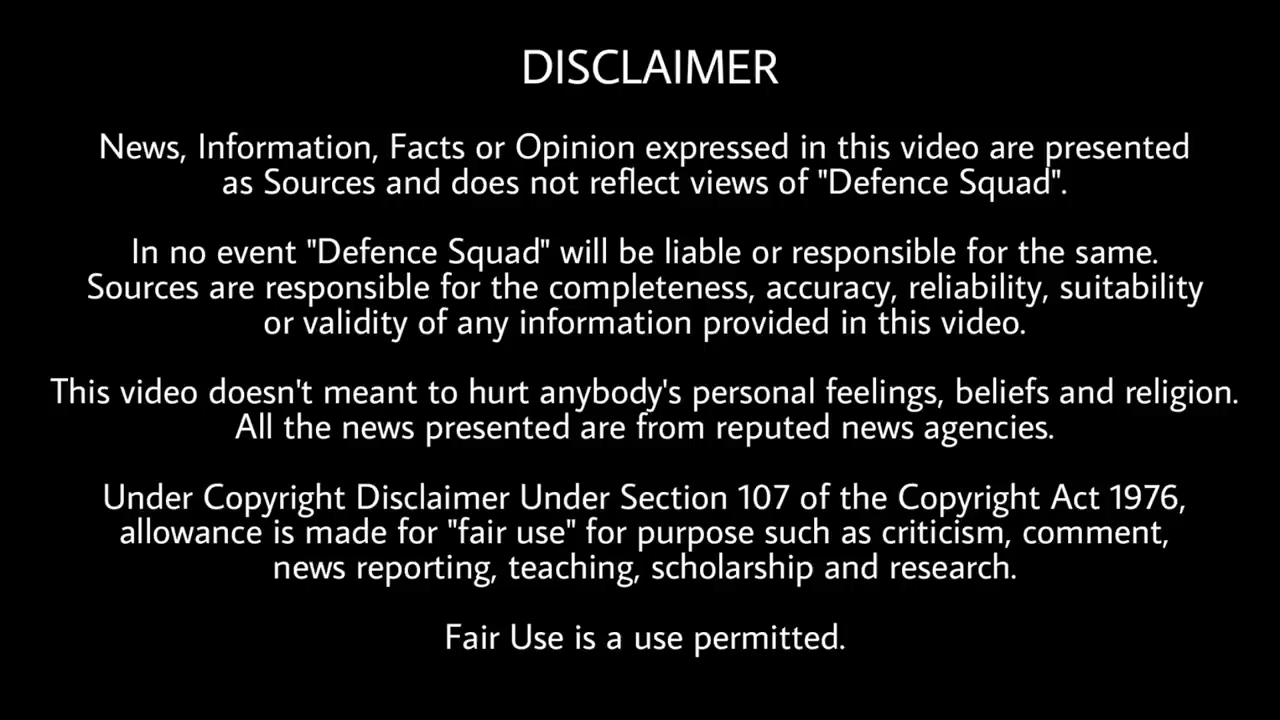 DISCLAIMER
News, Information, Facts or Opinion expressed in this video are presented
as Sources and does not reflect views of "Defence Squad".
In no event "Defence Squad" will be liable or responsible for the same.
Sources are responsible for the completeness, accuracy, reliability, suitability
or validity of any information provided in this video.
This video doesn't meant to hurt anybody's personal feelings, beliefs and religion.
All the news presented are from reputed news agencies.
Under Copyright Disclaimer Under Section 107 of the Copyright Act 1976,
allowance is made for "fair use" for purpose such as criticism, comment,
news reporting, teaching, scholarship and research.
Fair Use is a use permitted.